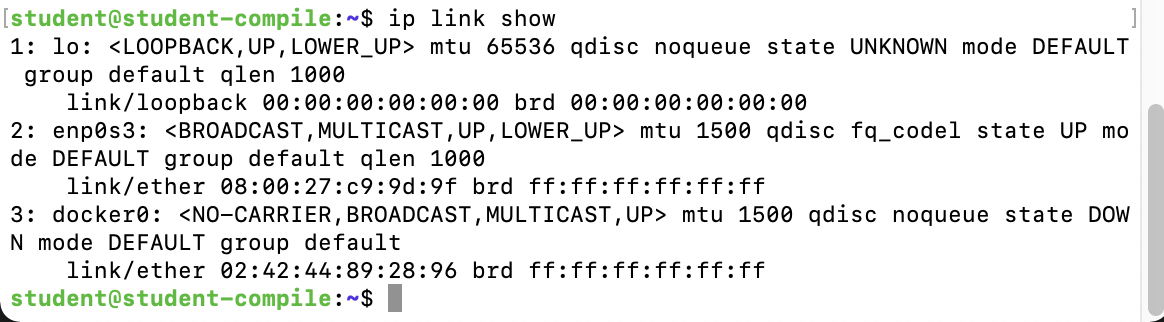 [student@student-compile:~$ ip link show ]
1: lo: <LOOPBACK,UP,LOWER_UP> mtu 65536 qdisc noqueue state UNKNOWN mode DEFAULT
 group default qlen 1000
    link/loopback 00:00:00:00:00:00 brd 00:00:00:00:00:00
2: enp0s3: <BROADCAST,MULTICAST,UP,LOWER_UP> mtu 1500 qdisc fq_codel state UP mo
de DEFAULT group default qlen 1000
    link/ether 08:00:27:c9:9d:9f brd ff:ff:ff:ff:ff:ff
3: docker0: <NO-CARRIER,BROADCAST,MULTICAST,UP> mtu 1500 qdisc noqueue state DOW
N mode DEFAULT group default
    link/ether 02:42:44:89:28:96 brd ff:ff:ff:ff:ff:ff
student@student-compile:~$